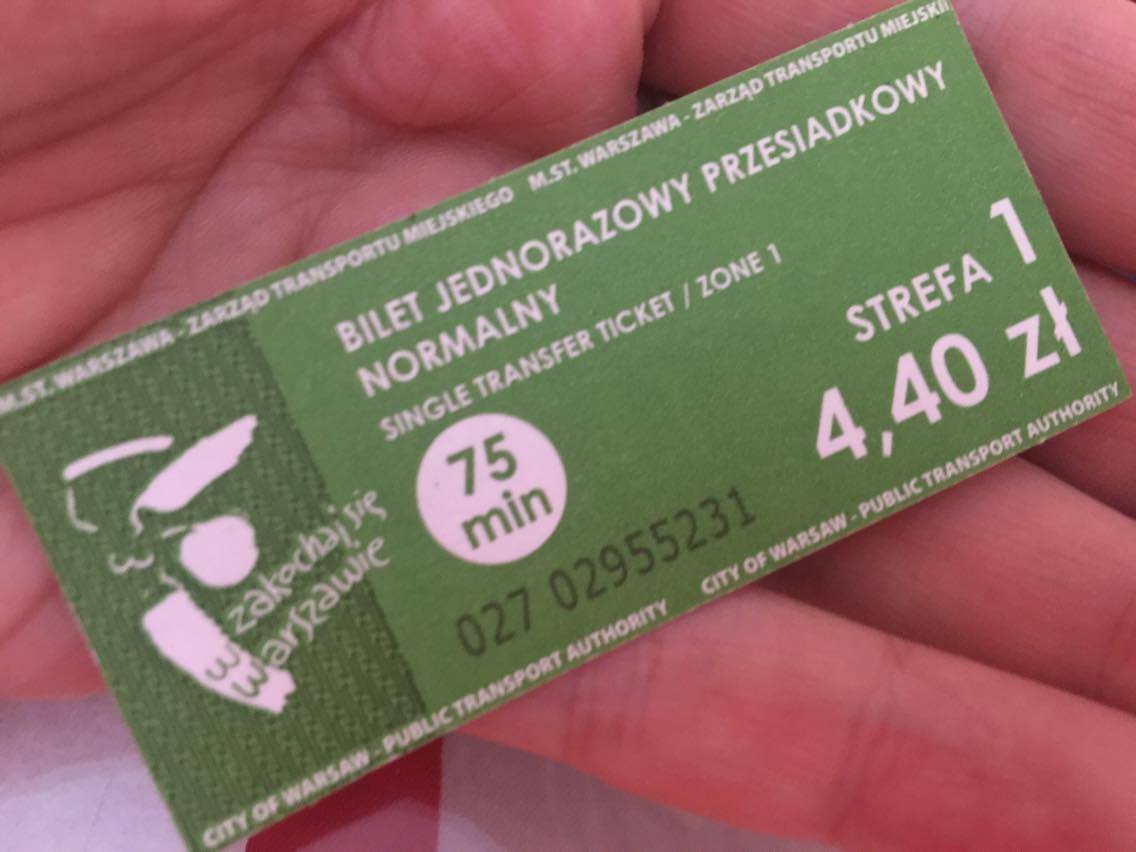 M.ST. WARSZAWA - ZARZĄD TRANSPORTU MIEJSKIEGO M.ST. WARSZAWA - ZARZĄD TRANSPORTU MIEJSKI
BILET JEDNORAZOWY PRZESIADKOWY
NORMALNY
SINGLE TRANSFER TICKET / ZONE 1
STREFA 1
4,40 zł
75
min
zakochaj się
w warszawie
027 02955231
CITY OF WARSAW - PUBLIC TRANSPORT AUTHORITY CITY OF WARSAW - PUBLIC TRANSPORT AUTHORITY